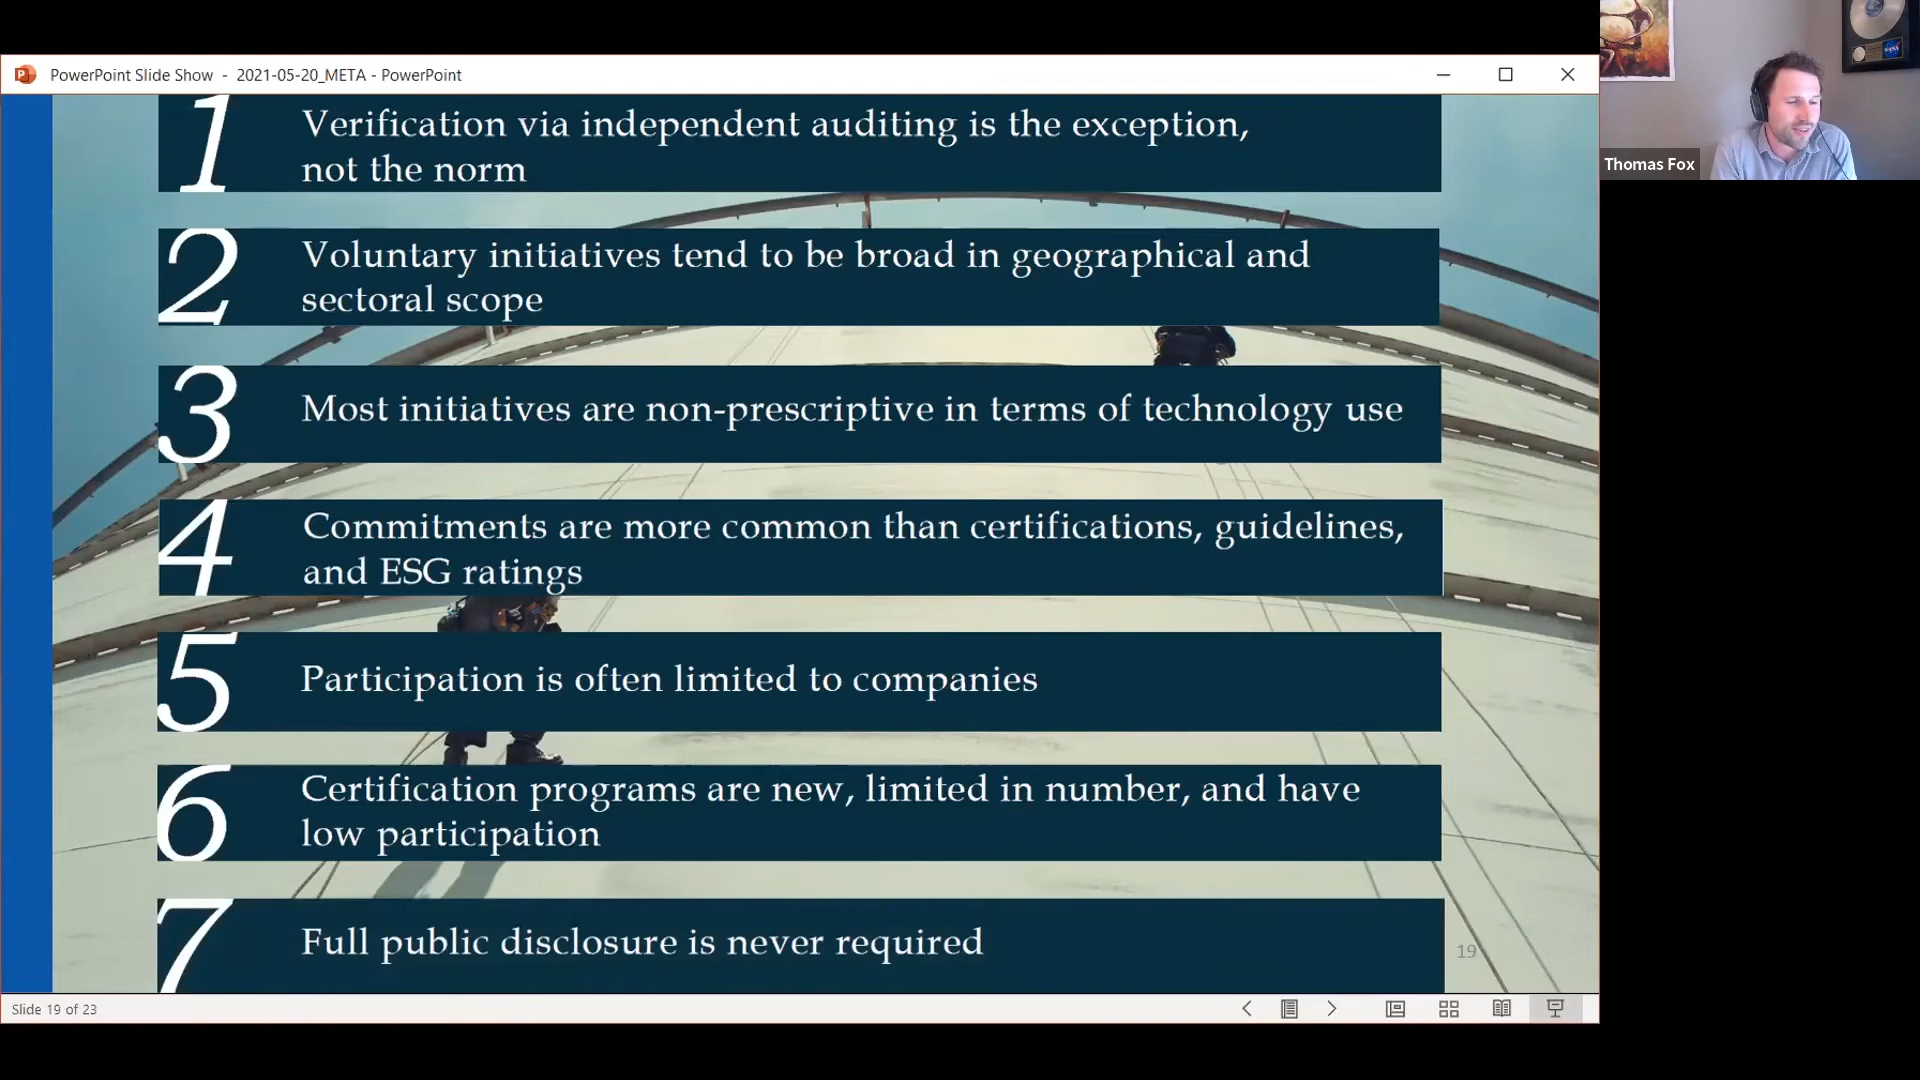 PowerPoint Slide Show - 2021-05-20_META - PowerPoint
1
Verification via independent auditing is the exception,
not the norm
2
Voluntary initiatives tend to be broad in geographical and
sectoral scope
3
Most initiatives are non-prescriptive in terms of technology use
4
Commitments are more common than certifications, guidelines,
and ESG ratings
5
Participation is often limited to companies
6
Certification programs are new, limited in number, and have
low participation
7
Full public disclosure is never required
19
Slide 19 of 23
Thomas Fox
NASA